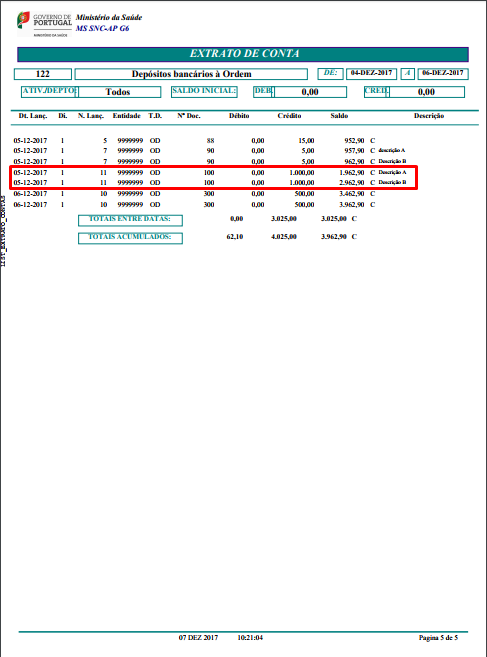 GOVERNO DE
PORTUGAL
MINISTÉRIO DA SAÚDE
Ministério da Saúde
MS SNC-AP G6
EXTRATO DE CONTA
122 Depósitos bancários à Ordem DE: 04-DEZ-2017 A 06-DEZ-2017
ATIV./DEPTO: Todos SALDO INICIAL: DEB 0,00 CRED. 0,00
Dt. Lanç. Di. N. Lanç. Entidade T.D. Nº Doc. Débito Crédito Saldo Descrição
05-12-2017 1 5 9999999 OD 88 0,00 15,00 952,90 C
05-12-2017 1 7 9999999 OD 90 0,00 5,00 957,90 C descrição A
05-12-2017 1 7 9999999 OD 90 0,00 5,00 962,90 C Descrição B
05-12-2017 1 11 9999999 OD 100 0,00 1.000,00 1.962,90 C Descrição A
05-12-2017 1 11 9999999 OD 100 0,00 1.000,00 2.962,90 C Descrição B
06-12-2017 1 10 9999999 OD 300 0,00 500,00 3.462,90 C
06-12-2017 1 10 9999999 OD 300 0,00 500,00 3.962,90 C
TOTAIS ENTRE DATAS: 0,00 3.025,00 3.025,00 C
TOTAIS ACUMULADOS: 62,10 4.025,00 3.962,90 C
07 DEZ 2017 10:21:04 Pagina 5 de 5